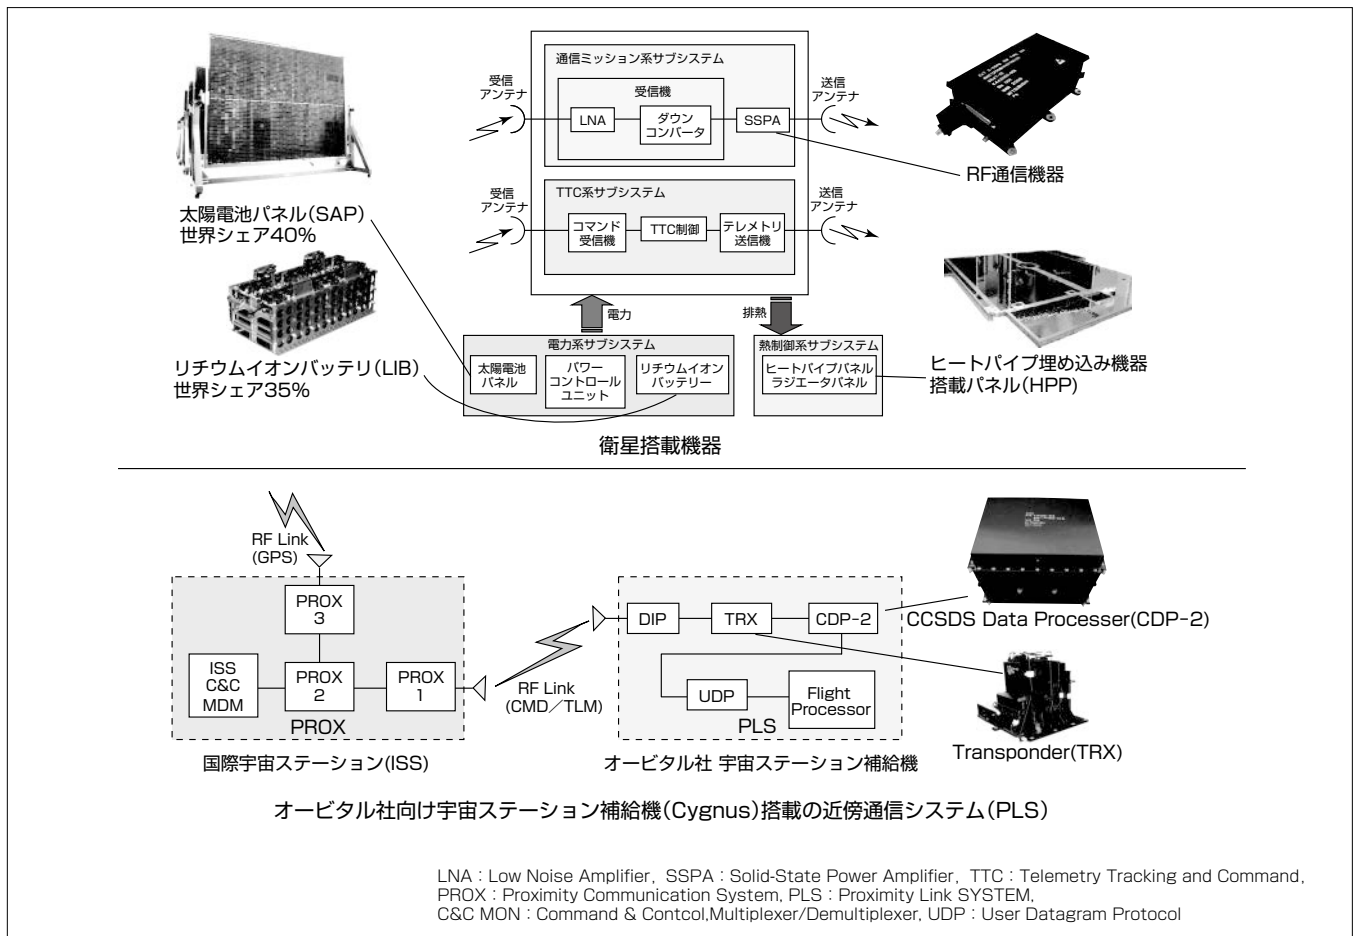 通信ミッション系サブシステム
受信
アンテナ
受信機
LNA
ダウン
コンバータ
SSPA
送信
アンテナ
RF通信機器
太陽電池パネル(SAP)
世界シェア40%
TTC系サブシステム
受信
アンテナ
コマンド
受信機
TTC制御
テレメトリ
送信機
送信
アンテナ
電力
排熱
リチウムイオンバッテリ(LIB)
世界シェア35%
電力系サブシステム
太陽電池
パネル
パワー
コントロール
ユニット
リチウムイオン
バッテリー
熱制御系サブシステム
ヒートパイプパネル
ラジエータパネル
ヒートパイプ埋め込み機器
搭載パネル(HPP)
衛星搭載機器
RF Link
(GPS)
PROX
3
ISS
C&C
MDM
PROX
2
PROX
1
PROX
国際宇宙ステーション(ISS)
RF Link
(CMD/TLM)
DIP
TRX
CDP-2
UDP
Flight
Processor
PLS
オービタル社 宇宙ステーション補給機
CCSDS Data Processer(CDP-2)
Transponder(TRX)
オービタル社向け宇宙ステーション補給機(Cygnus)搭載の近傍通信システム(PLS)
LNA:Low Noise Amplifier, SSPA:Solid-State Power Amplifier, TTC:Telemetry Tracking and Command,
PROX:Proximity Communication System, PLS:Proximity Link SYSTEM,
C&C MON:Command & Contcol,Multiplexer/Demultiplexer, UDP:User Datagram Protocol